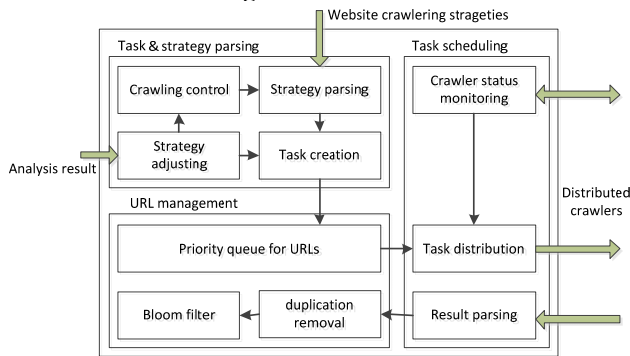 Website crawlering strageties
Task & strategy parsing
Task scheduling
Crawling control
Strategy parsing
Crawler status
monitoring
Strategy
adjusting
Task creation
Analysis result
Distributed
crawlers
URL management
Priority queue for URLs
Task distribution
Bloom filter
duplication
removal
Result parsing